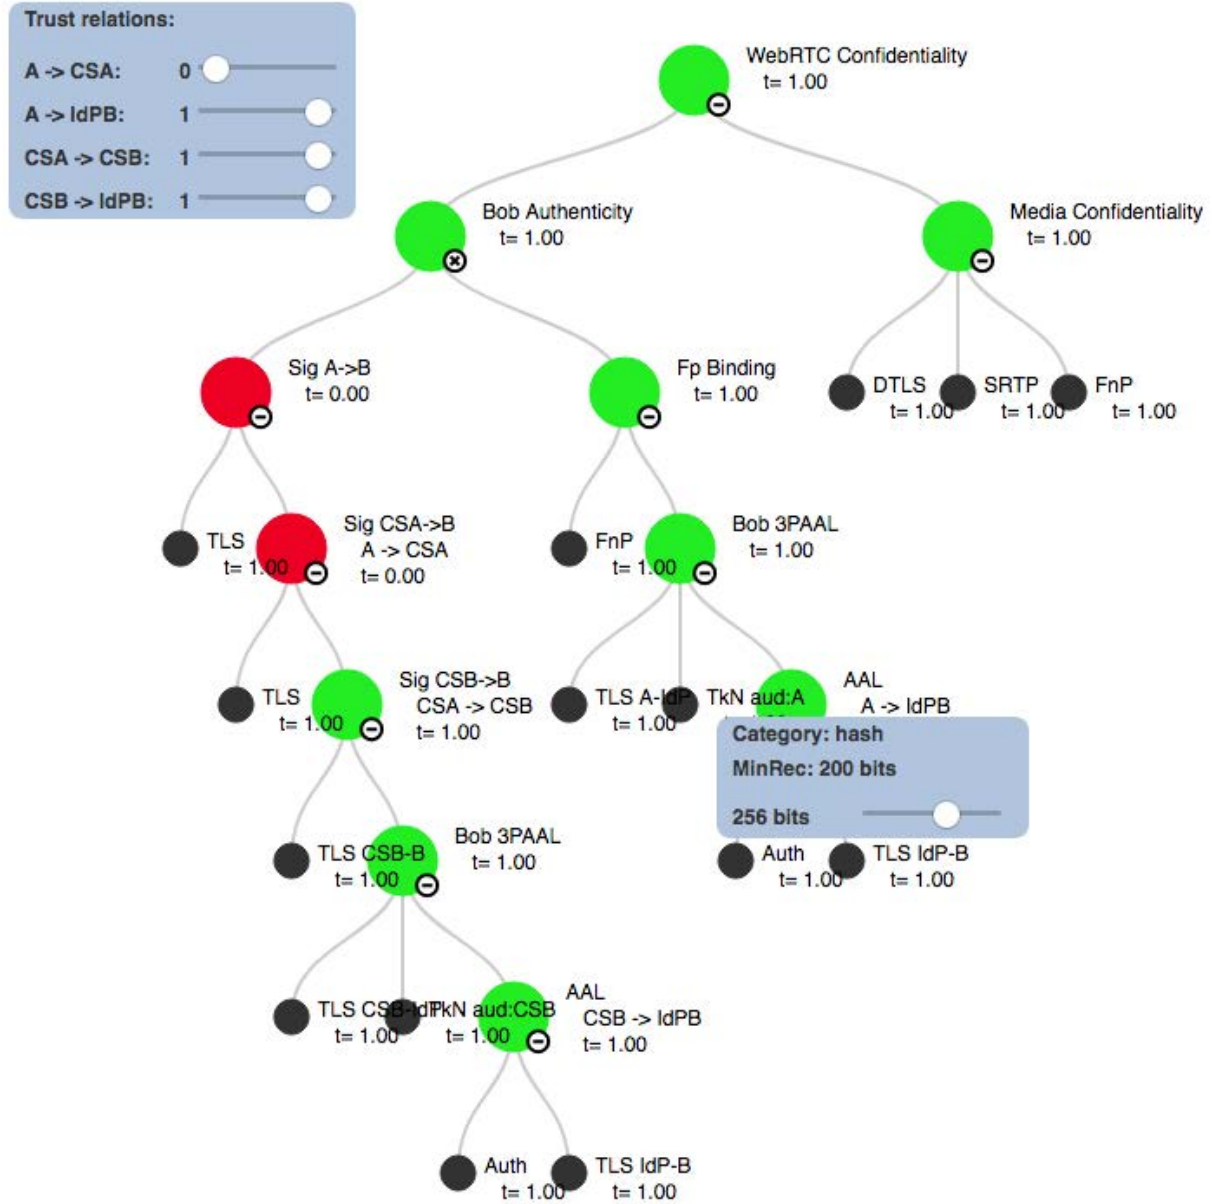 Trust relations:
A -> CSA: 0
A -> IdPB: 1
CSA -> CSB: 1
CSB -> IdPB: 1
WebRTC Confidentiality
t= 1.00
Bob Authenticity
t= 1.00
Media Confidentiality
t= 1.00
Sig A->B
t= 0.00
Fp Binding
t= 1.00
DTLS
t= 1.00
SRTP
t= 1.00
FnP
t= 1.00
TLS
t= 1.00
Sig CSA->B
A -> CSA
t= 0.00
FnP
t= 1.00
Bob 3PAAL
t= 1.00
TLS
t= 1.00
Sig CSB->B
CSA -> CSB
t= 1.00
TLS A-IdP
t= 1.00
TkN aud:A
AAL
A -> IdPB
Category: hash
MinRec: 200 bits
256 bits
TLS CSB-B
t= 1.00
Bob 3PAAL
t= 1.00
Auth
t= 1.00
TLS IdP-B
t= 1.00
TLS CSB-IdP
t= 1.00
TkN aud:CSB
t= 1.00
AAL
CSB -> IdPB
t= 1.00
Auth
t= 1.00
TLS IdP-B
t= 1.00